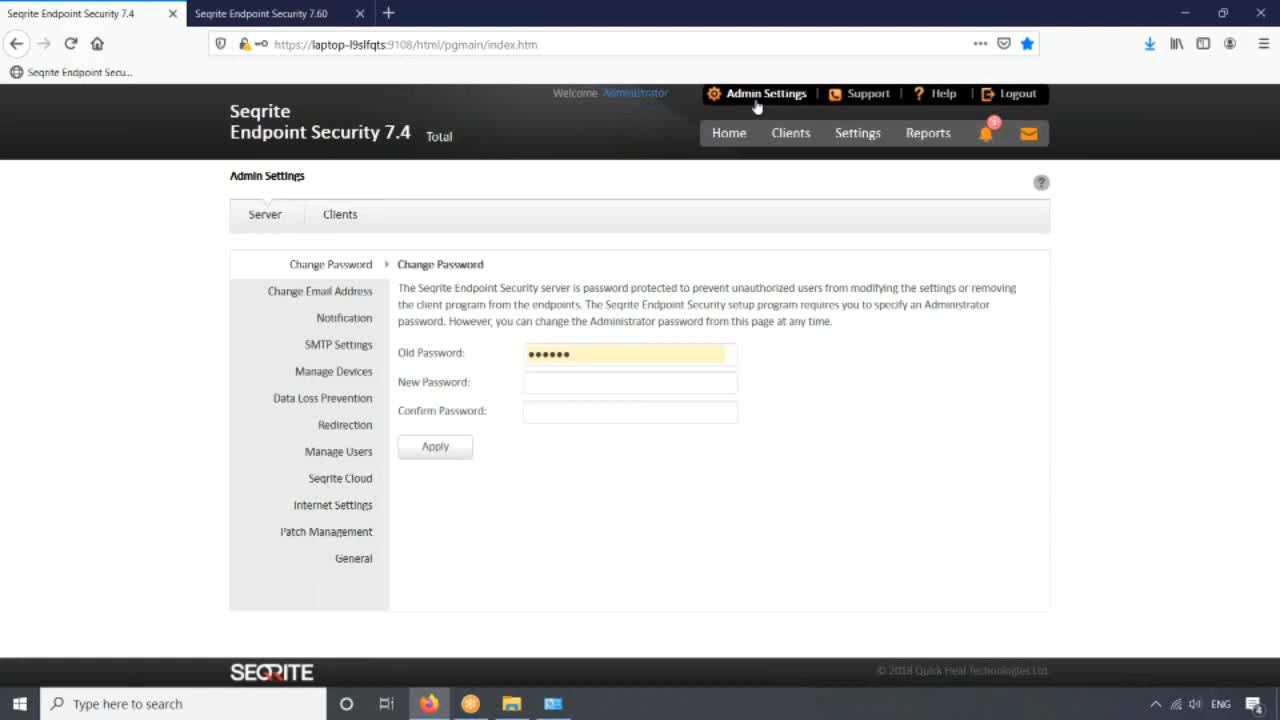 Seqrite Endpoint Security 7.4
Seqrite Endpoint Security 7.60
https://laptop-l9slfqts:9108/html/pgmain/index.htm
Seqrite Endpoint Secu...
Welcome Administrator
Admin Settings
Support
Help
Logout
Seqrite
Endpoint Security 7.4 Total
Home
Clients
Settings
Reports
Admin Settings
?
Server
Clients
Change Password
Change Email Address
Notification
SMTP Settings
Manage Devices
Data Loss Prevention
Redirection
Manage Users
Seqrite Cloud
Internet Settings
Patch Management
General
Change Password
The Seqrite Endpoint Security server is password protected to prevent unauthorized users from modifying the settings or removing
the client program from the endpoints. The Seqrite Endpoint Security setup program requires you to specify an Administrator
password. However, you can change the Administrator password from this page at any time.
Old Password: ••••••
New Password:
Confirm Password:
Apply
SEQRITE
© 2018 Quick Heal Technologies Ltd.
Type here to search
ENG
4